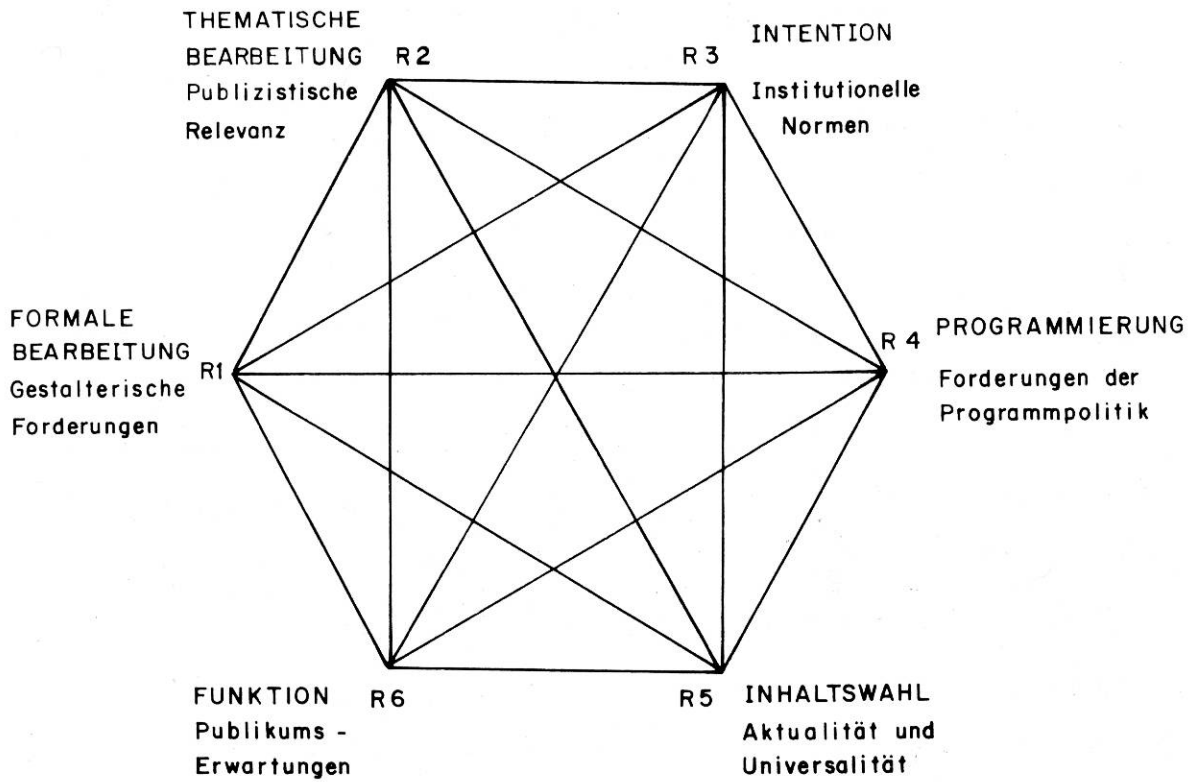 THEMATISCHE
BEARBEITUNG R2
Publizistische
Relevanz
R3 INTENTION
Institutionelle
Normen
FORMALE
BEARBEITUNG R1
Gestalterische
Forderungen
R4 PROGRAMMIERUNG
Forderungen der
Programmpolitik
FUNKTION R6
Publikums -
Erwartungen
R5 INHALTSWAHL
Aktualität und
Universalität